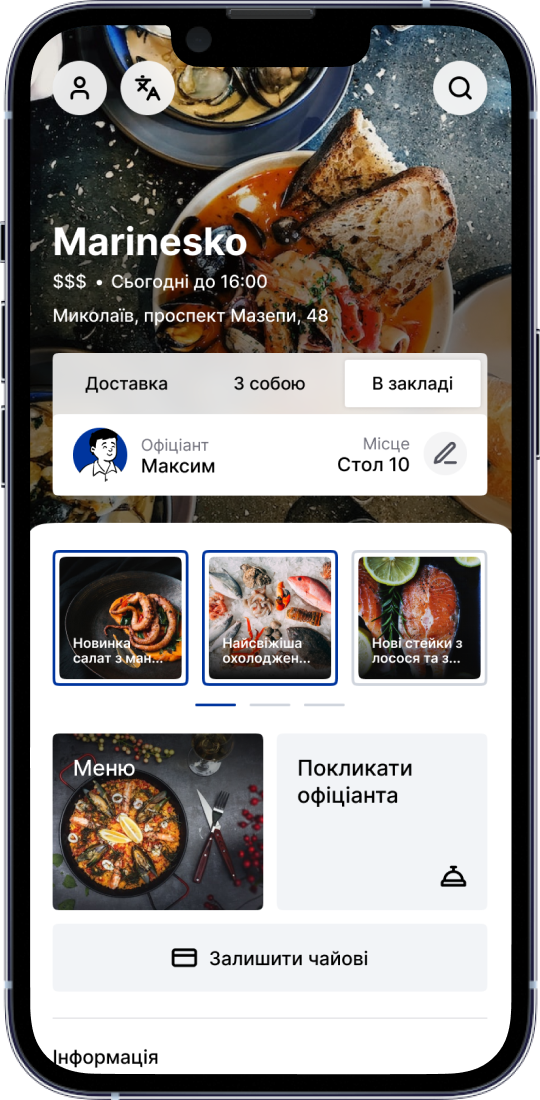 Marinesko
$$$ • Сьогодні до 16:00
Миколаїв, проспект Мазепи, 48
Доставка
З собою
В закладі
Офіціант
Максим
Місце
Стол 10
Новинка
салат з ман...
Найсвіжіша
охолоджен...
Нові стейки з
лосося та з...
Меню
Покликати
офіціанта
Залишити чайові
Інформація